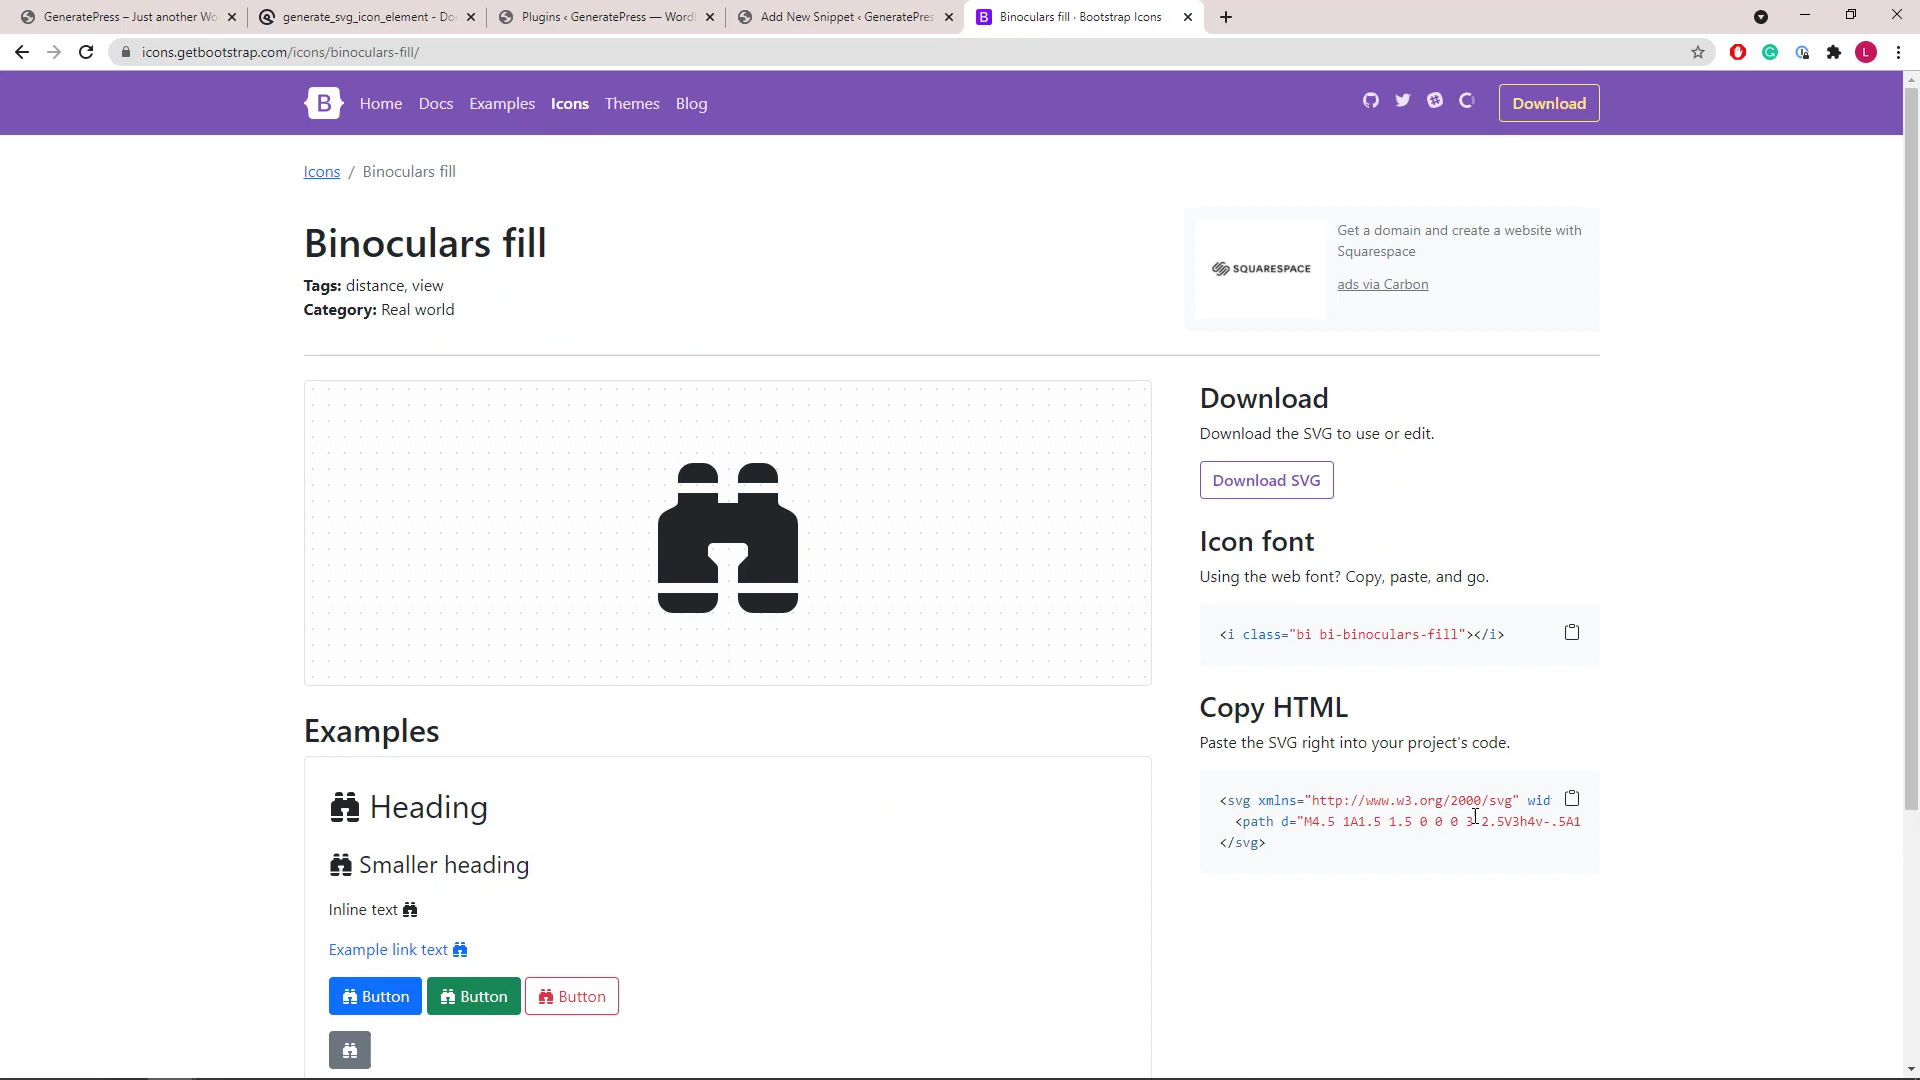 GeneratePress – Just another Wo
generate_svg_icon_element - Do
Plugins ‹ GeneratePress — Word
Add New Snippet ‹ GeneratePres
B Binoculars fill · Bootstrap Icons
icons.getbootstrap.com/icons/binoculars-fill/
L
B Home Docs Examples Icons Themes Blog
Download
Icons / Binoculars fill
Binoculars fill
Tags: distance, view
Category: Real world
SQUARESPACE
Get a domain and create a website with
Squarespace
ads via Carbon
Download
Download the SVG to use or edit.
Download SVG
Icon font
Using the web font? Copy, paste, and go.
<i class="bi bi-binoculars-fill"></i>
Copy HTML
Paste the SVG right into your project's code.
<svg xmlns="http://www.w3.org/2000/svg" wid
<path d="M4.5 1A1.5 1.5 0 0 0 3 2.5V3h4v-.5A1
</svg>
Examples
Heading
Smaller heading
Inline text
Example link text
Button Button Button